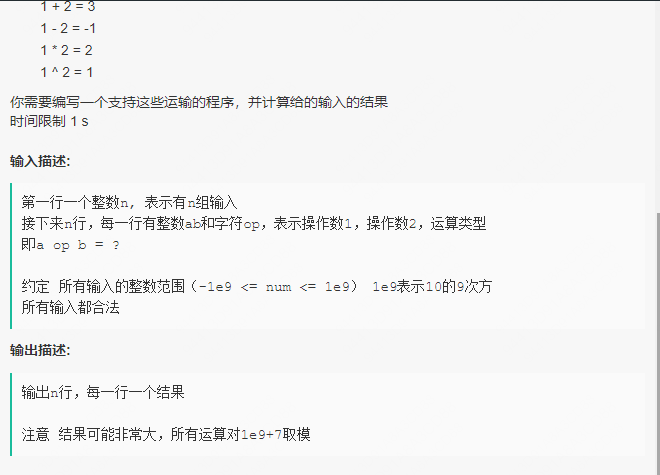 1 + 2 = 3
1 - 2 = -1
1 * 2 = 2
1 ^ 2 = 1
你需要编写一个支持这些运输的程序，并计算给的输入的结果
时间限制 1 s
输入描述:
第一行一个整数n, 表示有n组输入
接下来n行，每一行有整数ab和字符op，表示操作数1，操作数2，运算类型
即a op b = ?
约定 所有输入的整数范围（-1e9 <= num <= 1e9） 1e9表示10的9次方
所有输入都合法
输出描述:
输出n行，每一行一个结果
注意 结果可能非常大，所有运算对1e9+7取模